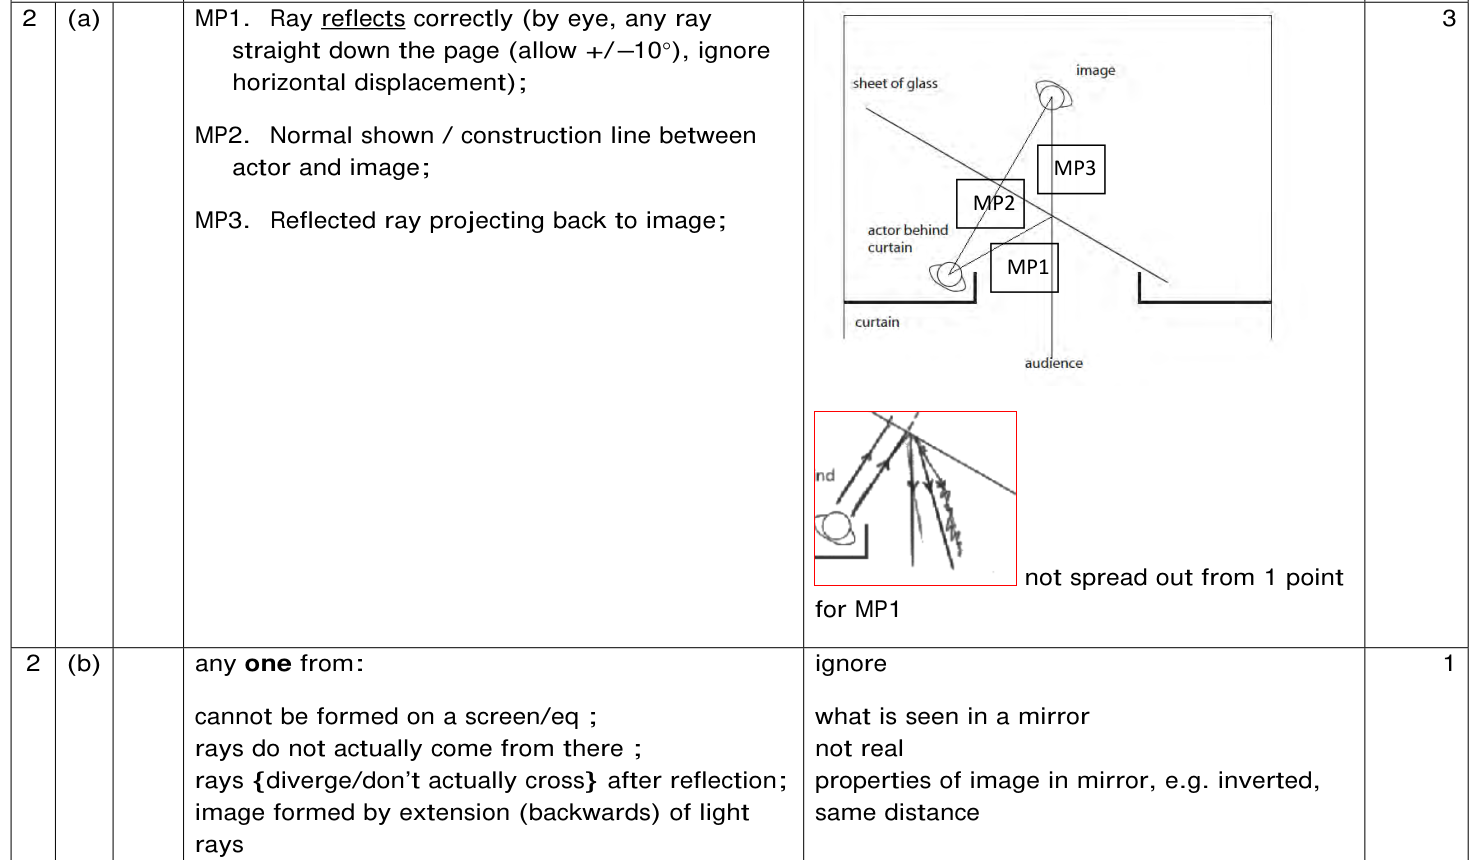 2 (a) MP1. Ray reflects correctly (by eye, any ray
straight down the page (allow +/−10°), ignore
horizontal displacement);
MP2. Normal shown / construction line between
actor and image;
MP3. Reflected ray projecting back to image;
image
sheet of glass
MP3
MP2
actor behind
curtain
MP1
curtain
audience
nd
not spread out from 1 point
for MP1
3
2 (b) any one from:
cannot be formed on a screen/eq ;
rays do not actually come from there ;
rays {diverge/don't actually cross} after reflection;
image formed by extension (backwards) of light
rays
ignore
what is seen in a mirror
not real
properties of image in mirror, e.g. inverted,
same distance
1